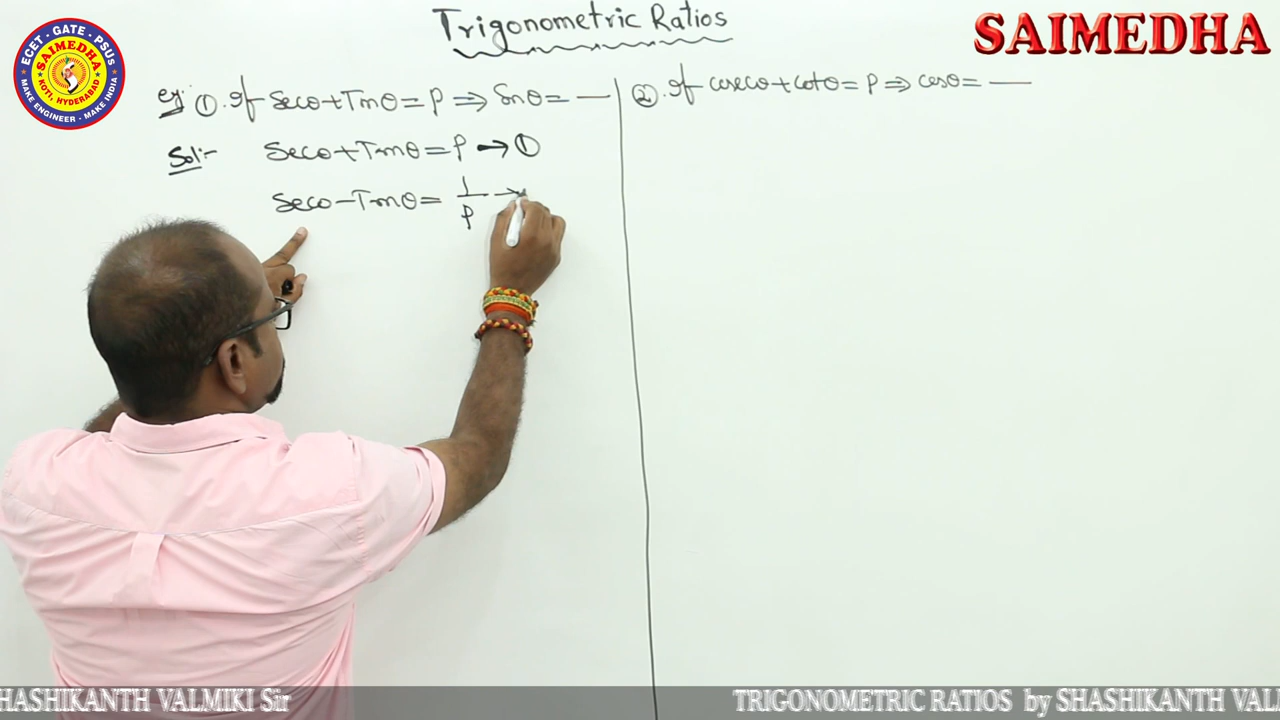 Trigonometric Ratios
SAIMEDHA
ECET - GATE - PSUS
SAIMEDHA
KOTI, HYDERABAD
MAKE ENGINEER - MAKE INDIA
eg: ① If Secθ+Tanθ=P ⇒ Sinθ= —
Sol:- Secθ+Tanθ=P → ①
Secθ-Tanθ= 1/P →
②. If cosecθ+cotθ=P ⇒ cosθ= —
HASHIKANTH VALMIKI Sir
TRIGONOMETRIC RATIOS by SHASHIKANTH VAL